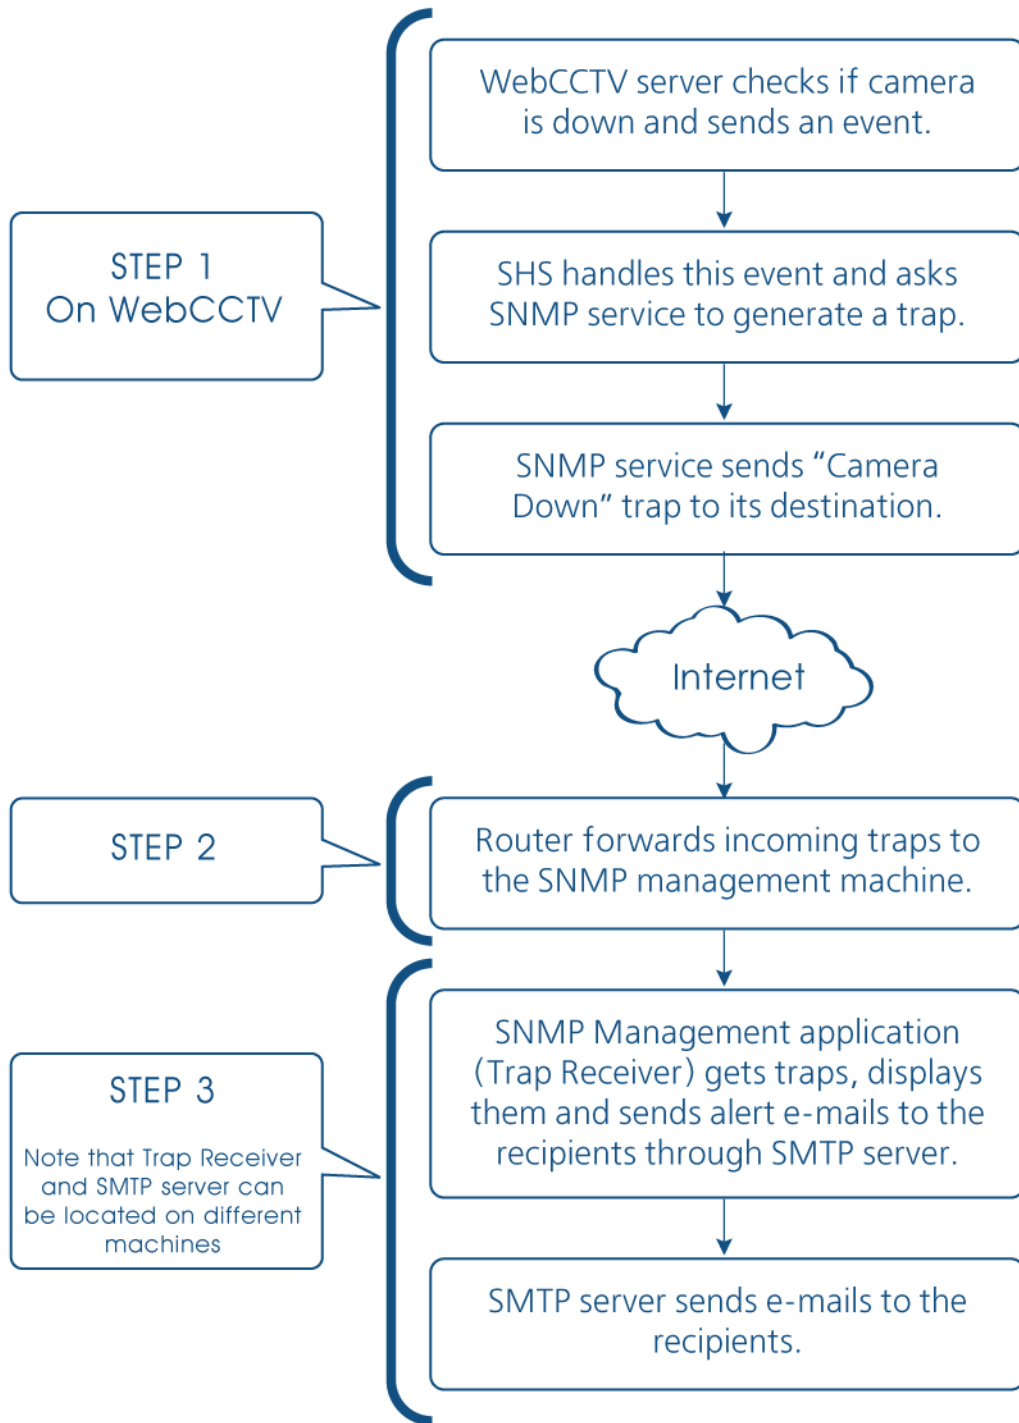 WebCCTV server checks if camera
is down and sends an event.
STEP 1
On WebCCTV
SHS handles this event and asks
SNMP service to generate a trap.
SNMP service sends “Camera
Down” trap to its destination.
Internet
STEP 2
Router forwards incoming traps to
the SNMP management machine.
STEP 3
Note that Trap Receiver
and SMTP server can
be located on different
machines
SNMP Management application
(Trap Receiver) gets traps, displays
them and sends alert e-mails to the
recipients through SMTP server.
SMTP server sends e-mails to the
recipients.